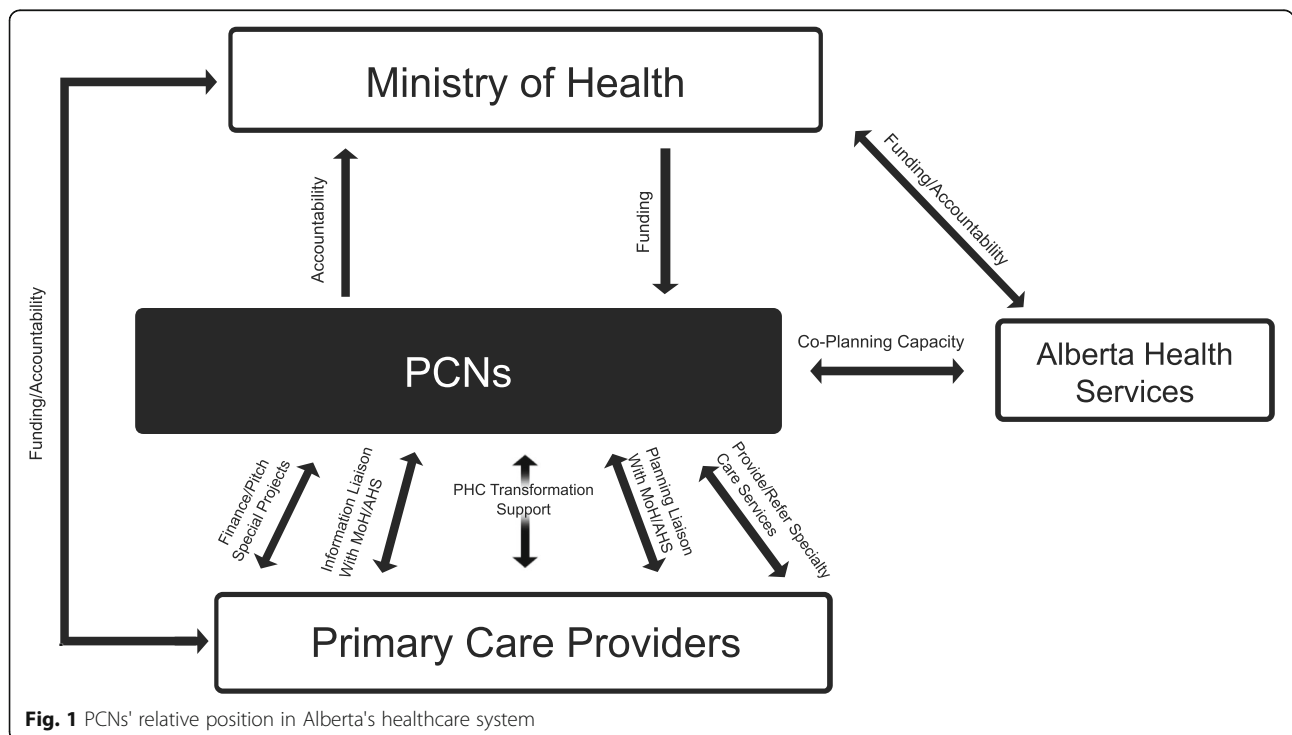 Ministry of Health
Funding/Accountability
Accountability
Funding
Funding/Accountability
PCNs
Co-Planning Capacity
Alberta Health
Services
Finance/Pitch
Special Projects
Information Liaison
With MoH/AHS
PHC Transformation
Support
Planning Liaison
With MoH/AHS
Provide/Refer Specialty
Care Services
Primary Care Providers
Fig. 1 PCNs' relative position in Alberta's healthcare system